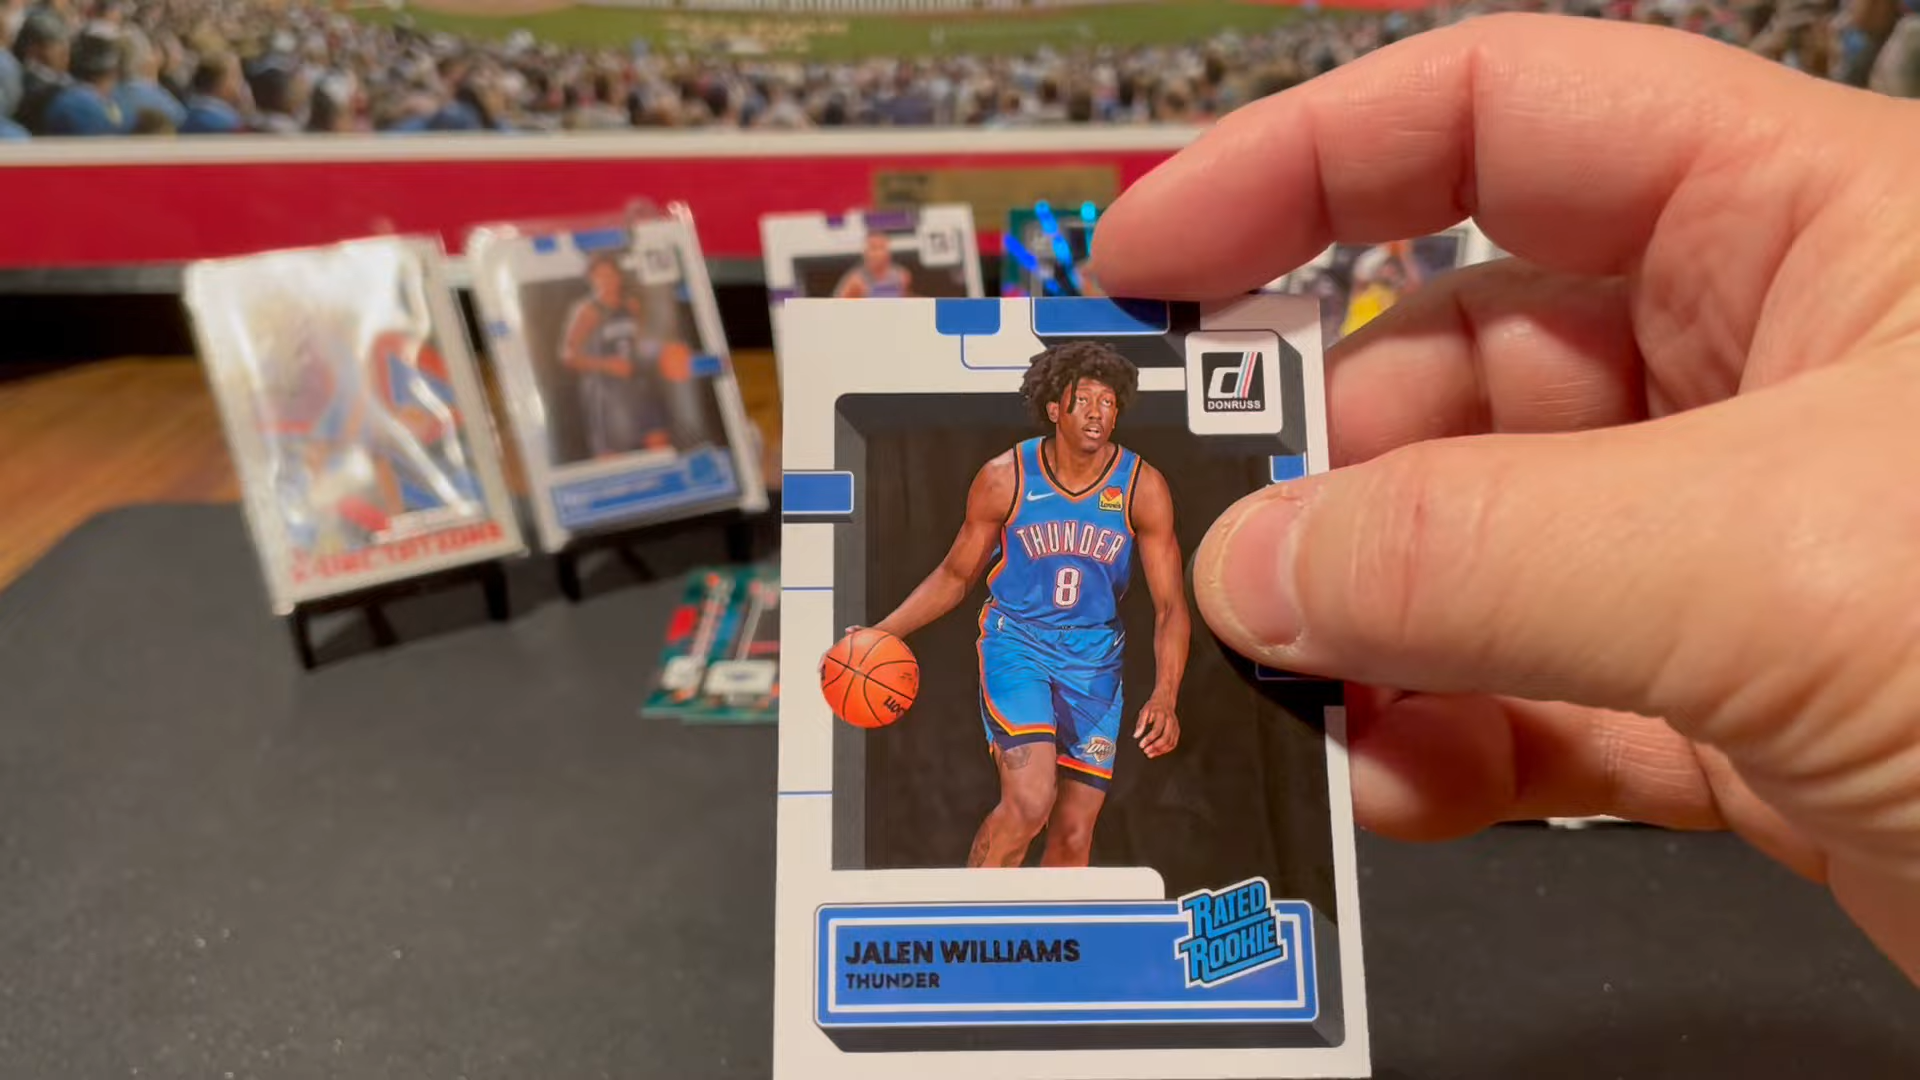 DONRUSS
THUNDER
8
JALEN WILLIAMS
THUNDER
RATED
ROOKIE